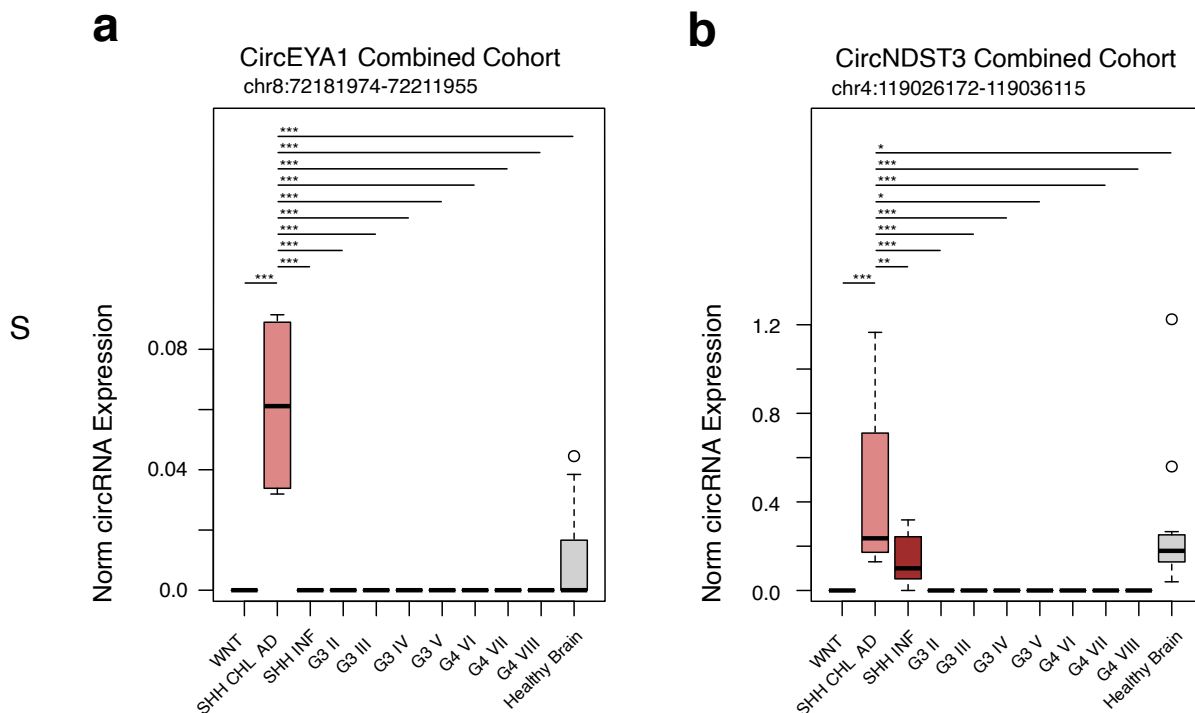 a
CircEYA1 Combined Cohort
chr8:72181974-72211955
***
***
***
***
***
***
***
***
***
***
Norm circRNA Expression
0.08
0.04
0.0
WNT
SHH CHL AD
SHH INF
G3 II
G3 III
G3 IV
G3 V
G4 VI
G4 VII
G4 VIII
Healthy Brain
S
b
CircNDST3 Combined Cohort
chr4:119026172-119036115
*
***
***
*
***
***
***
**
***
Norm circRNA Expression
1.2
0.8
0.4
0.0
WNT
SHH CHL AD
SHH INF
G3 II
G3 III
G3 IV
G3 V
G4 VI
G4 VII
G4 VIII
Healthy Brain